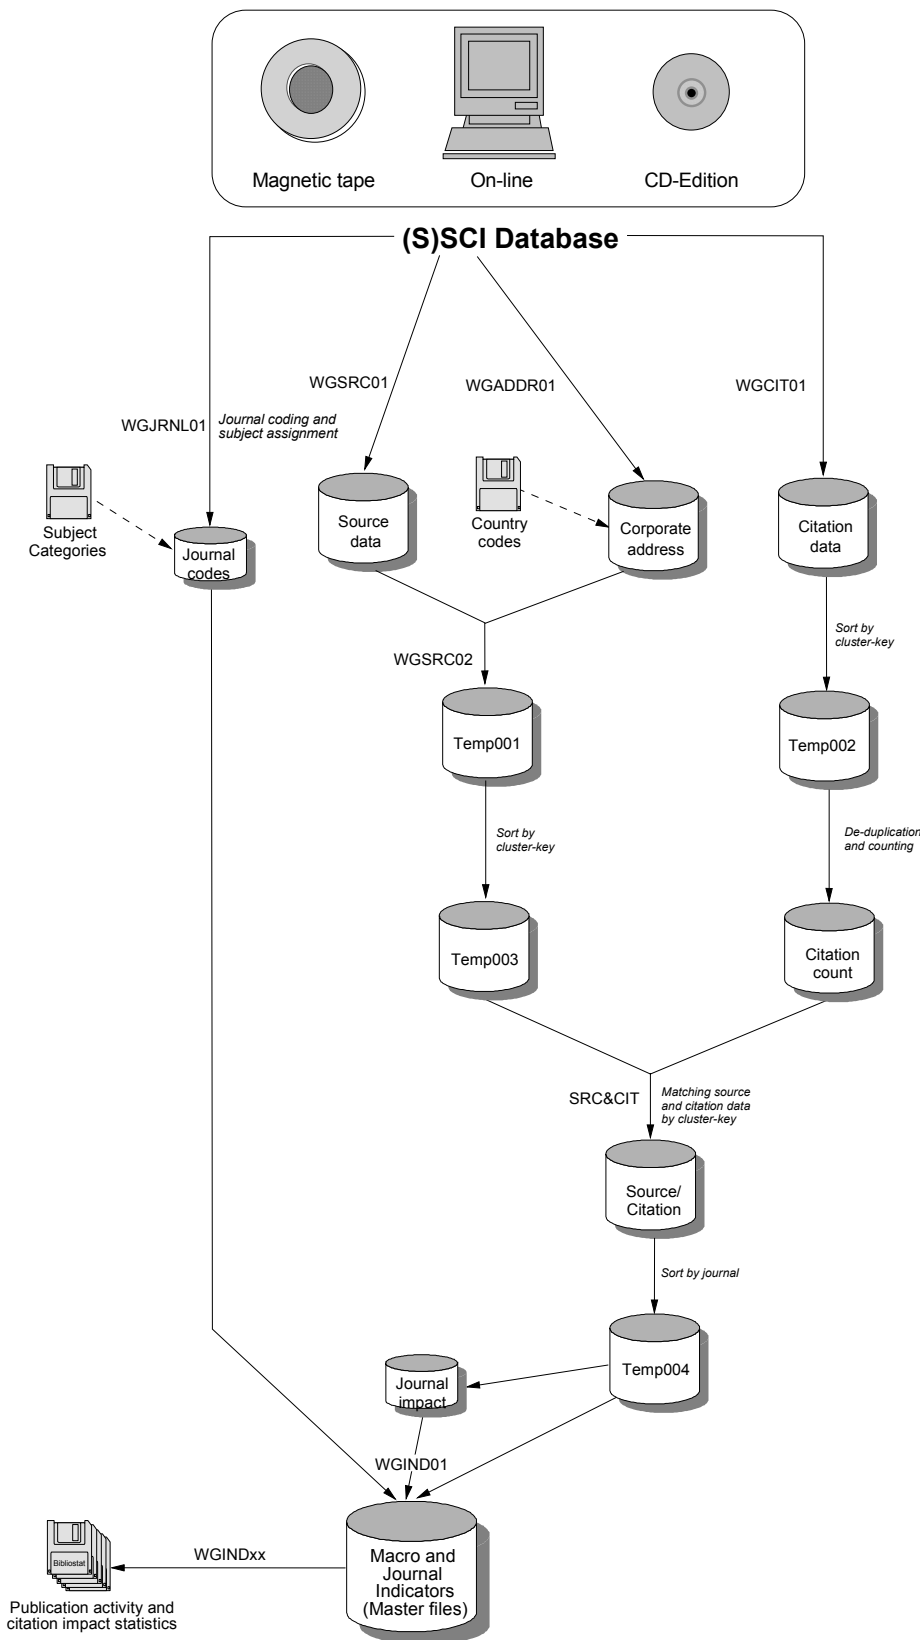 Magnetic tape
On-line
CD-Edition
(S)SCI Database
WGSRC01
WGADDR01
WGCIT01
WGJRNL01
Journal coding and
subject assignment
Subject
Categories
Journal
codes
Source
data
Country
codes
Corporate
address
Citation
data
Sort by
cluster-key
WGSRC02
Temp001
Temp002
Sort by
cluster-key
De-duplication
and counting
Temp003
Citation
count
SRC&CIT
Matching source
and citation data
by cluster-key
Source/
Citation
Sort by journal
Temp004
Journal
impact
WGIND01
Macro and
Journal
Indicators
(Master files)
WGINDxx
Bibliostat
Publication activity and
citation impact statistics